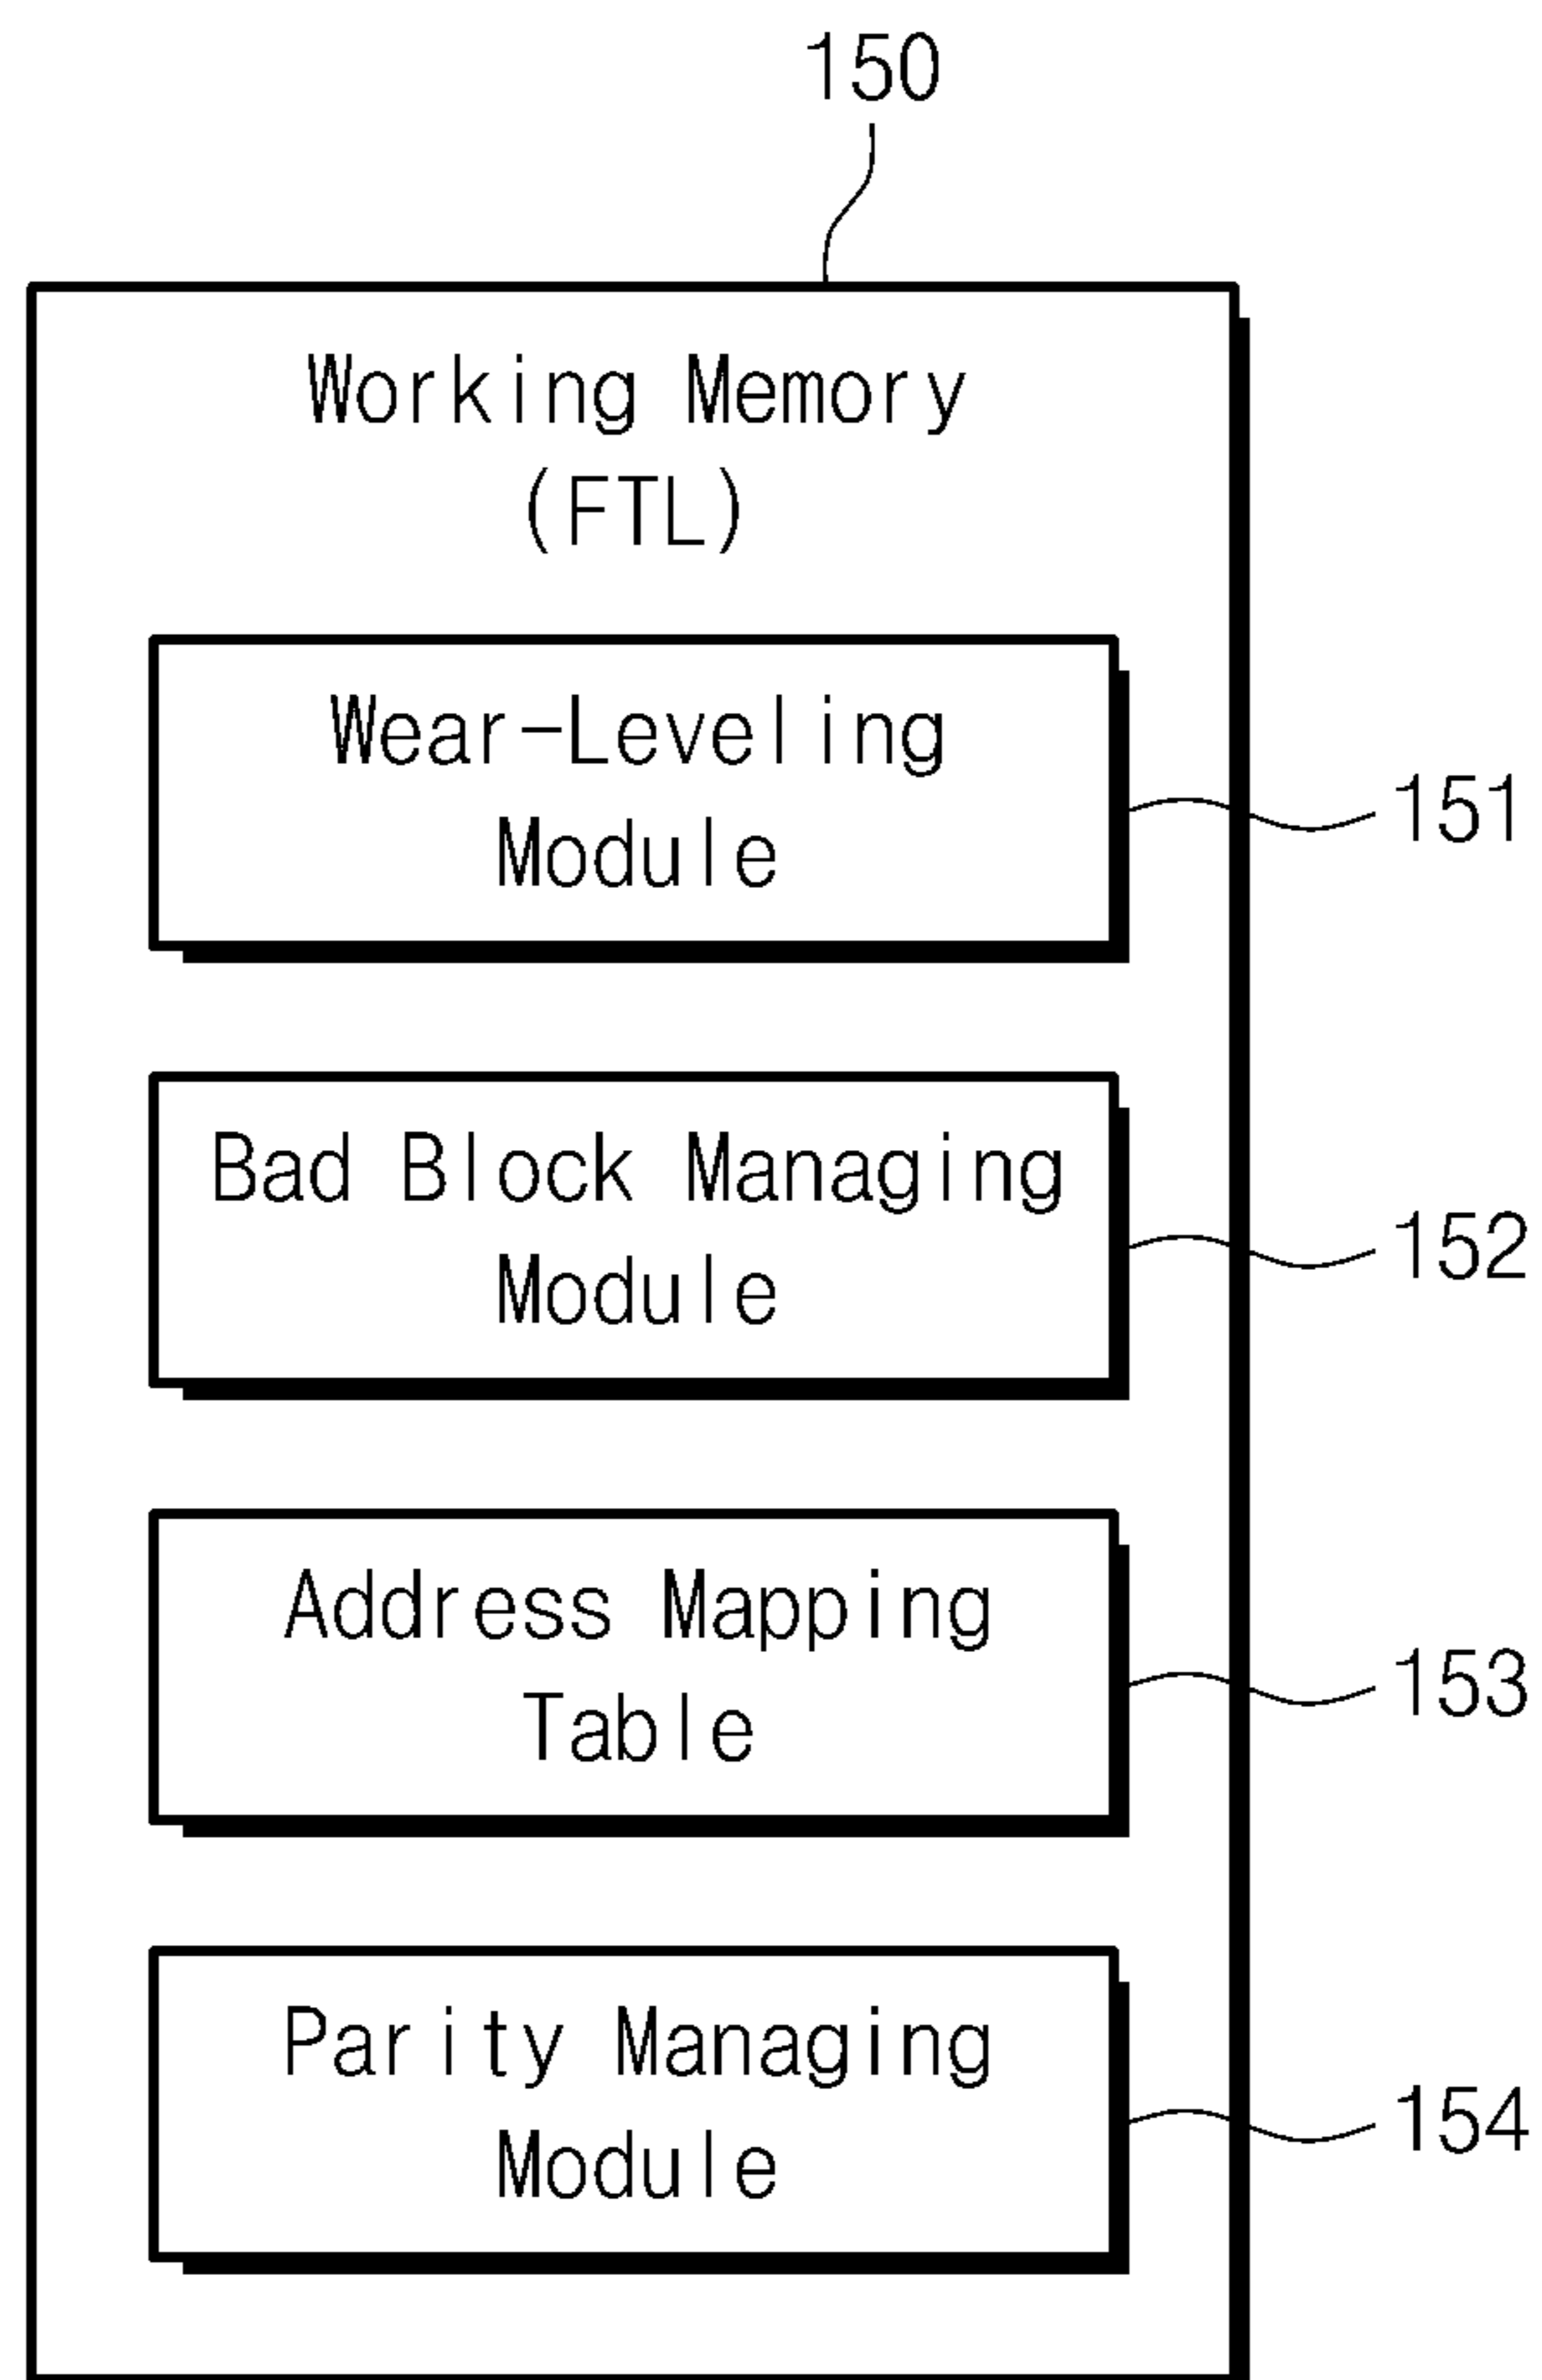 150
Working Memory
(FTL)
Wear-Leveling
Module
151
Bad Block Managing
Module
152
Address Mapping
Table
153
Parity Managing
Module
154